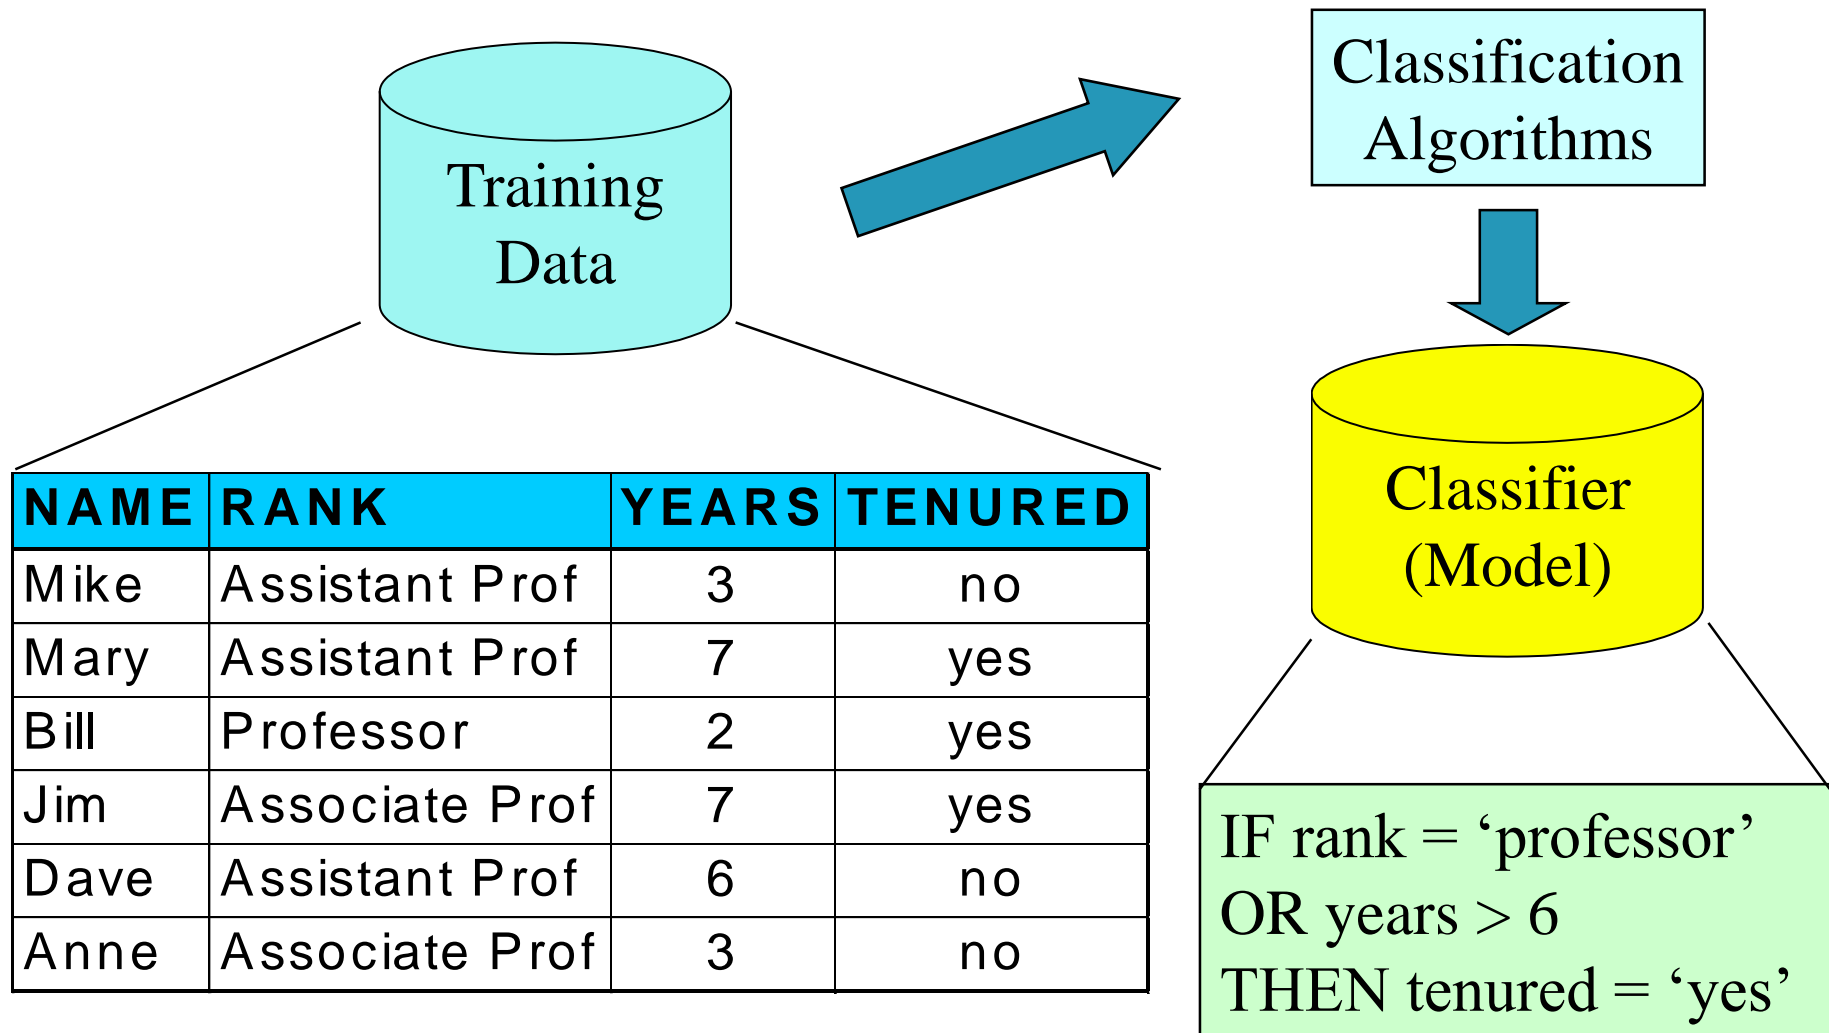 Training
Data
Classification
Algorithms
NAME RANK YEARS TENURED
Mike Assistant Prof 3 no
Mary Assistant Prof 7 yes
Bill Professor 2 yes
Jim Associate Prof 7 yes
Dave Assistant Prof 6 no
Anne Associate Prof 3 no
Classifier
(Model)
IF rank = ‘professor’
OR years > 6
THEN tenured = ‘yes’